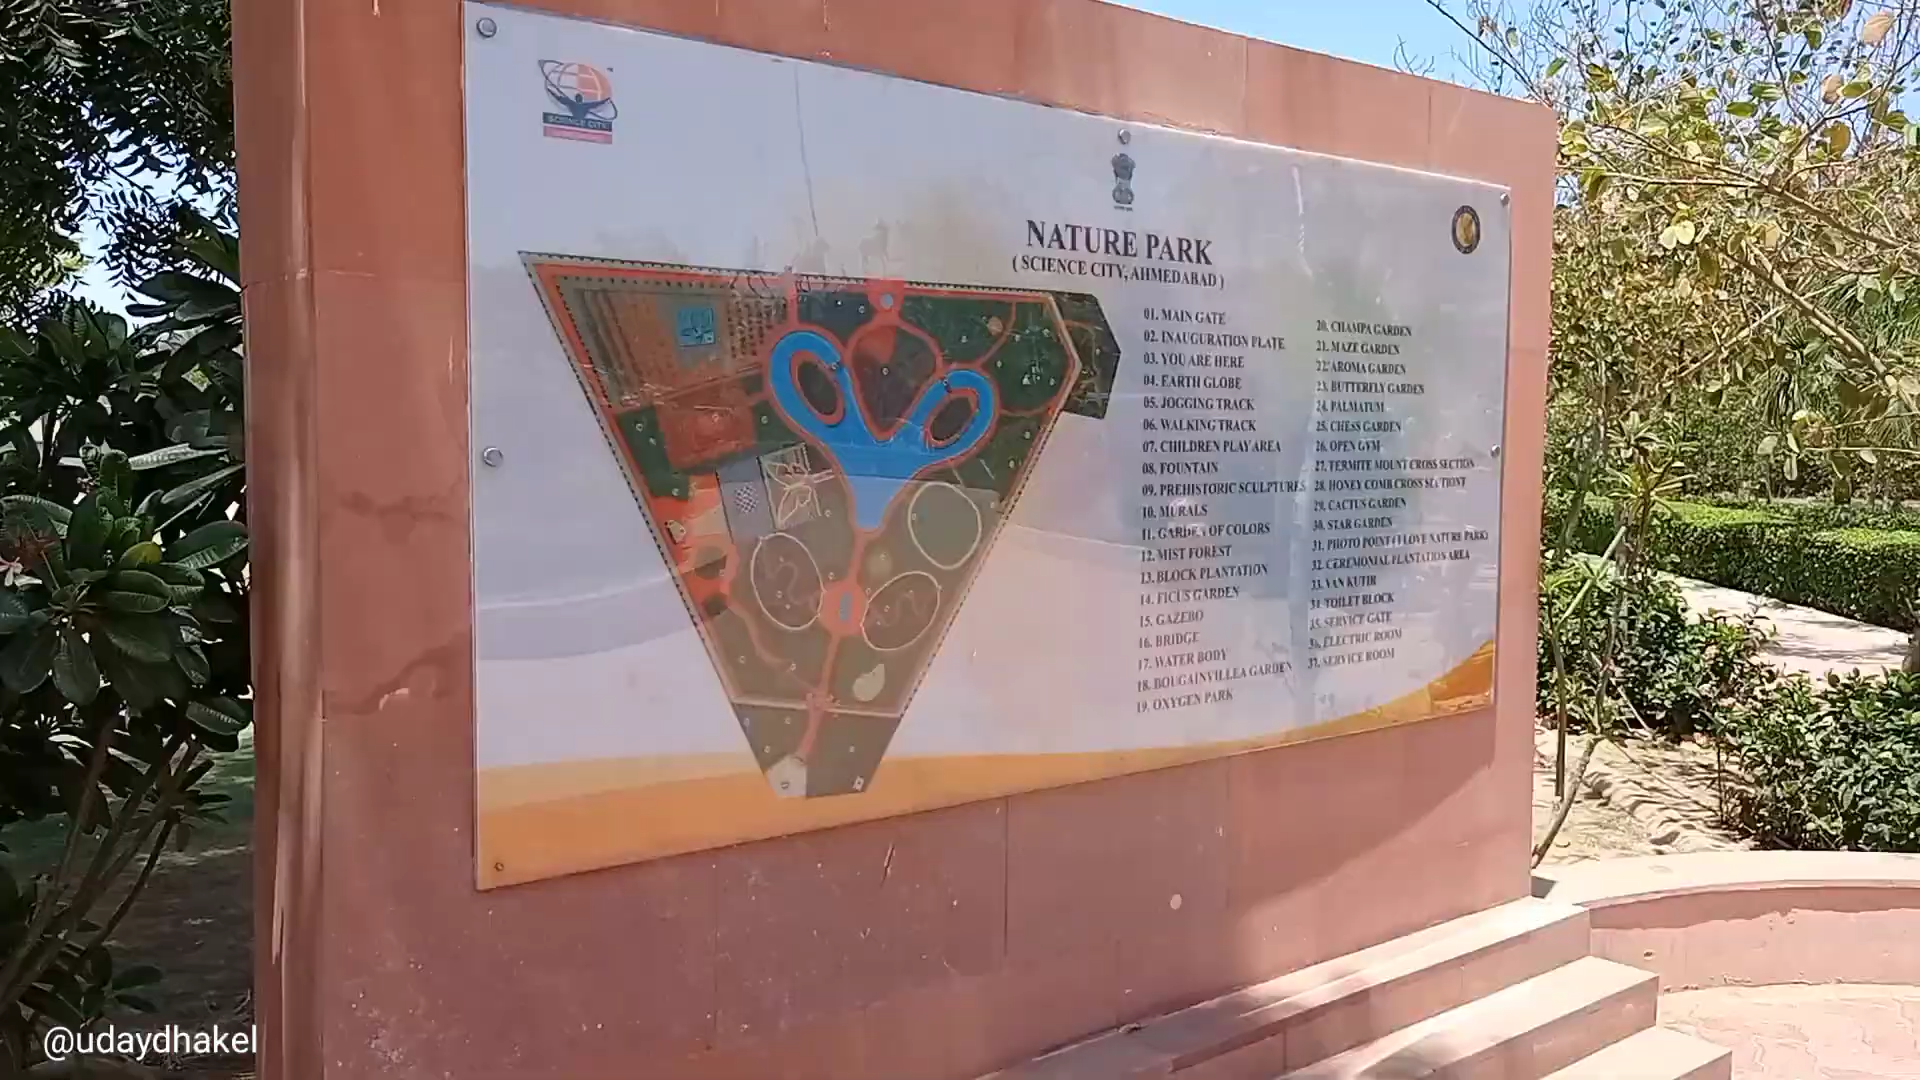 SCIENCE CITY
NATURE PARK
( SCIENCE CITY, AHMEDABAD )
01. MAIN GATE
02. INAUGURATION PLATE
03. YOU ARE HERE
04. EARTH GLOBE
05. JOGGING TRACK
06. WALKING TRACK
07. CHILDREN PLAY AREA
08. FOUNTAIN
09. PREHISTORIC SCULPTURES
10. MURALS
11. GARDEN OF COLORS
12. MIST FOREST
13. BLOCK PLANTATION
14. FICUS GARDEN
15. GAZEBO
16. BRIDGE
17. WATER BODY
18. BOUGAINVILLEA GARDEN
19. OXYGEN PARK
20. CHAMPA GARDEN
21. MAZE GARDEN
22. AROMA GARDEN
23. BUTTERFLY GARDEN
24. PALMATUM
25. CHESS GARDEN
26. OPEN GYM
27. TERMITE MOUNT CROSS SECTION
28. HONEY COMB CROSS SECTIONT
29. CACTUS GARDEN
30. STAR GARDEN
31. PHOTO POINT ( I LOVE NATURE PARK)
32. CEREMONIAL PLANTATION AREA
33. VAN KUTIR
34. TOILET BLOCK
35. SERVICE GATE
36. ELECTRIC ROOM
37. SERVICE ROOM
@udaydhakel